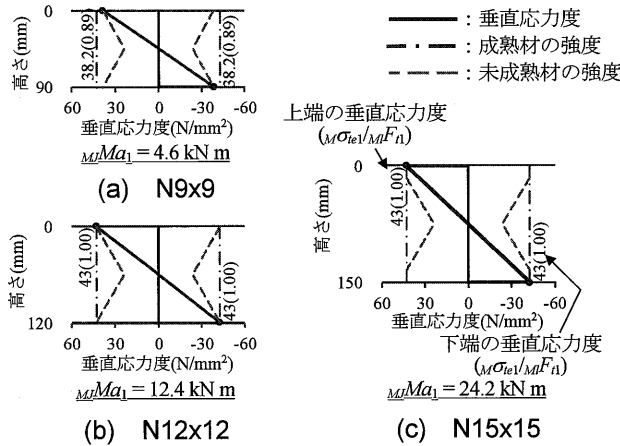 0
高さ(mm)
38.2(0.89)
38.2(0.89)
90
60 30 0 -30 -60
垂直応力度(N/mm²)
MJMa1 = 4.6 kN m
(a) N9x9
0
高さ(mm)
43(1.00)
43(1.00)
120
60 30 0 -30 -60
垂直応力度(N/mm²)
MJMa1 = 12.4 kN m
(b) N12x12
: 垂直応力度
: 成熟材の強度
: 未成熟材の強度
上端の垂直応力度
(Mσte1/MFt1)
0
高さ(mm)
43(1.00)
43(1.00)
150
60 30 0 -30 -60
垂直応力度(N/mm²)
下端の垂直応力度
(Mσte1/MFt1)
MJMa1 = 24.2 kN m
(c) N15x15